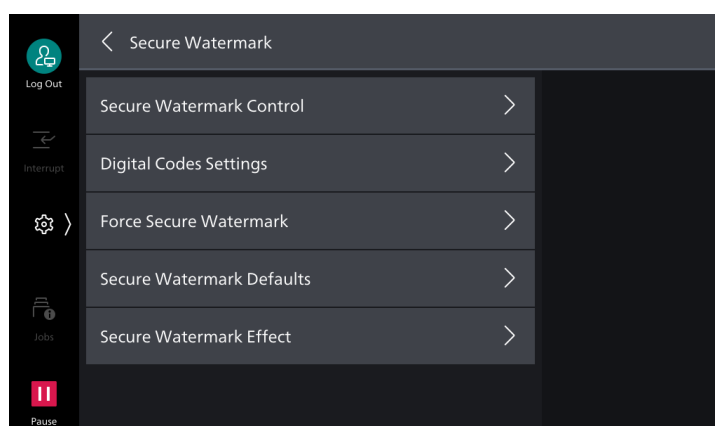 Secure Watermark
Log Out
Secure Watermark Control
Interrupt
Digital Codes Settings
Force Secure Watermark
Secure Watermark Defaults
Jobs
Secure Watermark Effect
Pause